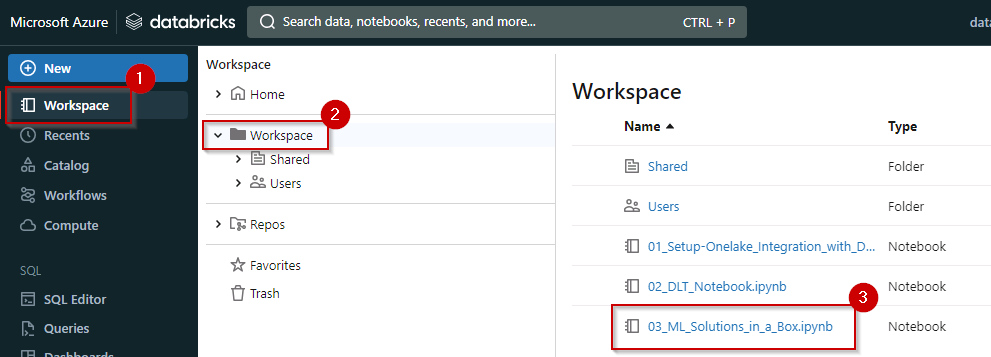 Microsoft Azure databricks Search data, notebooks, recents, and more... CTRL + P data
New
1
Workspace
Recents
Catalog
Workflows
Compute
SQL
SQL Editor
Queries
Dashboards
Workspace
Home
2
Workspace
Shared
Users
Repos
Favorites
Trash
Workspace
Name Type
Shared Folder
Users Folder
01_Setup-Onelake_Integration_with_D... Notebook
02_DLT_Notebook.ipynb Notebook
3
03_ML_Solutions_in_a_Box.ipynb Notebook